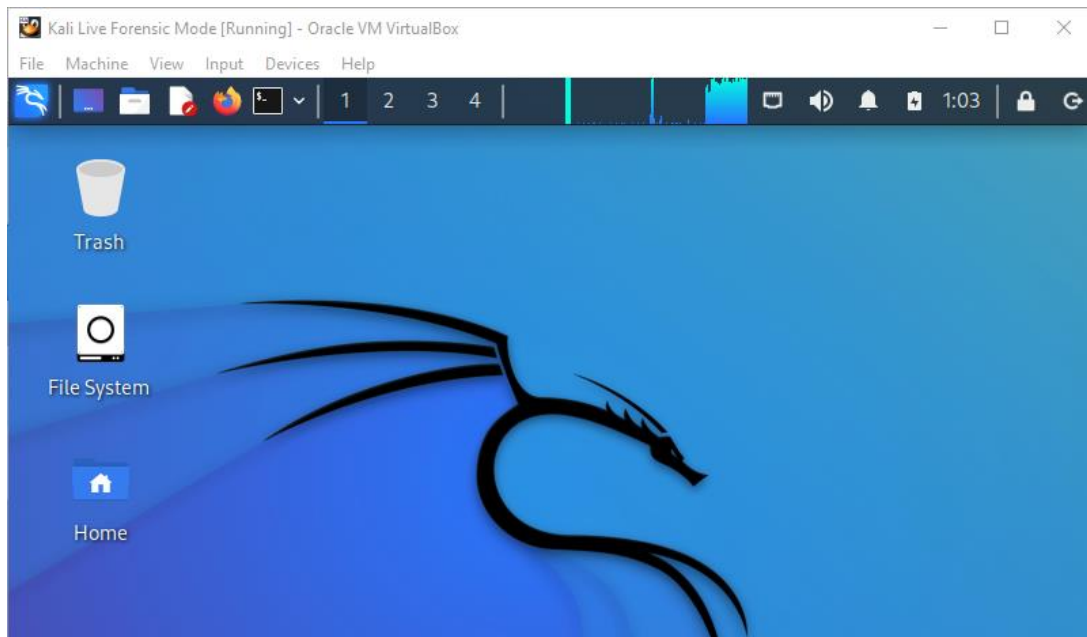 Kali Live Forensic Mode [Running] - Oracle VM VirtualBox
File Machine View Input Devices Help
$_ 1 2 3 4 1:03
Trash
File System
Home